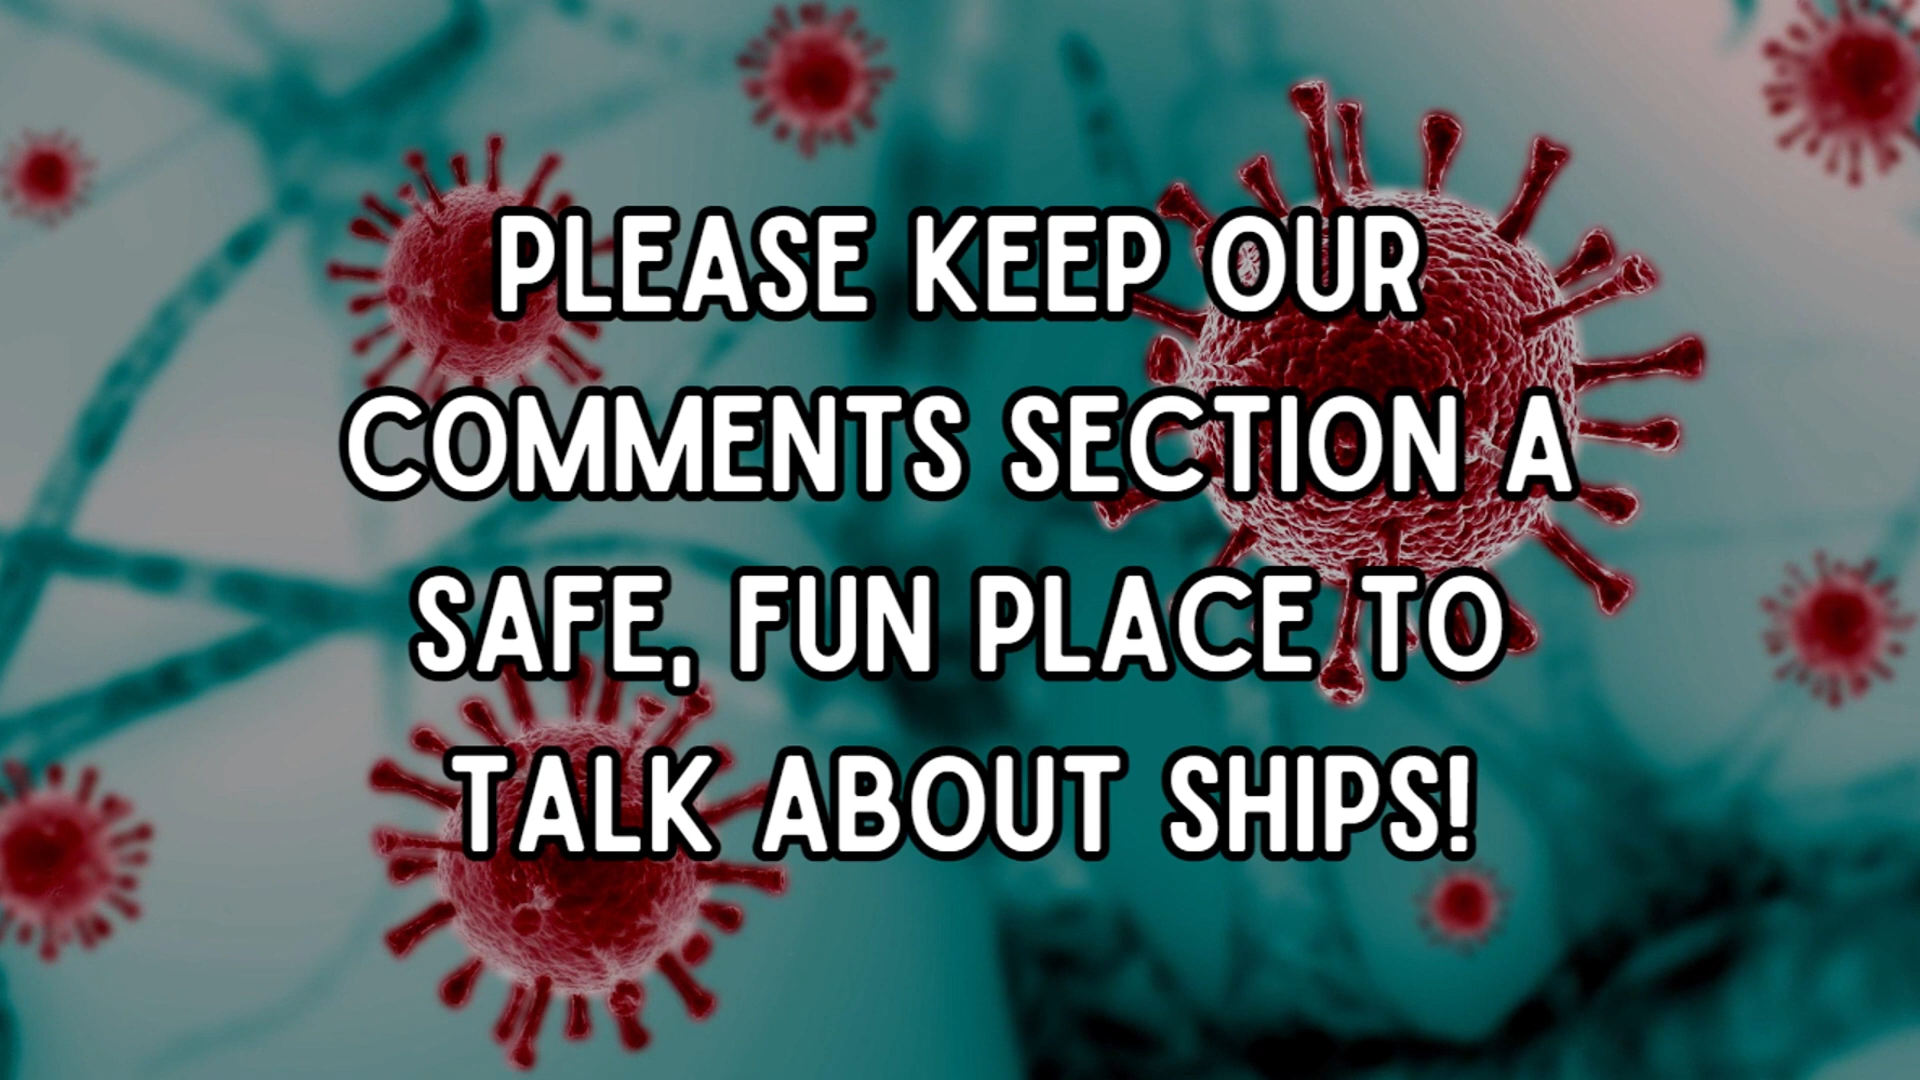 PLEASE KEEP OUR
COMMENTS SECTION A
SAFE, FUN PLACE TO
TALK ABOUT SHIPS!